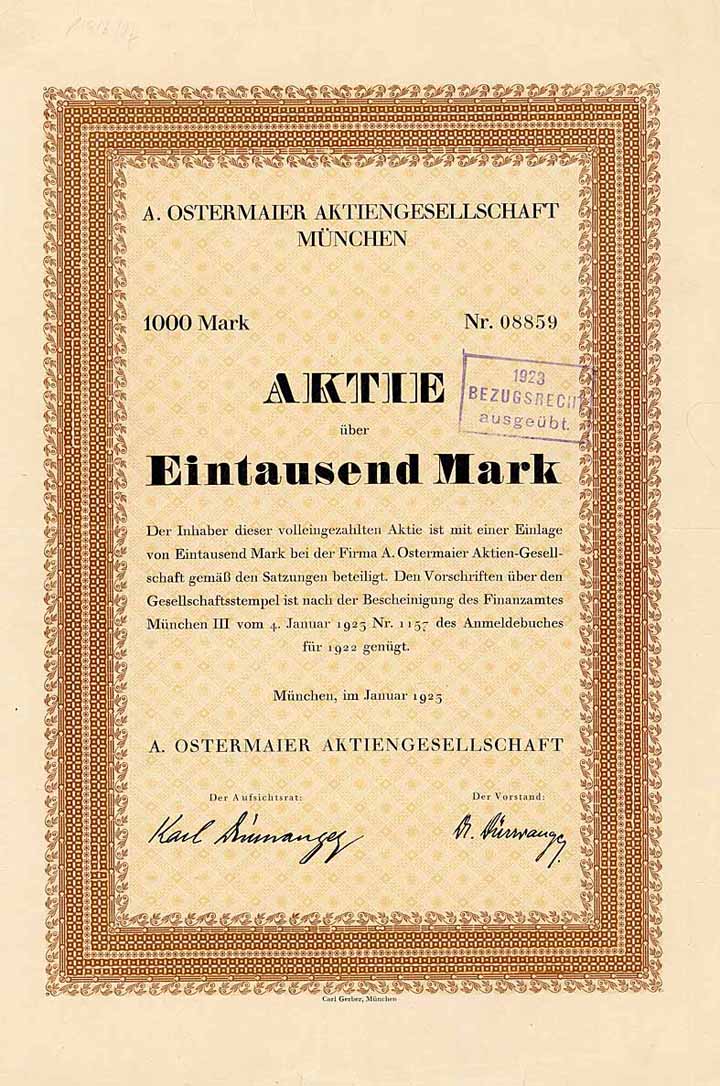 A. OSTERMAIER AKTIENGESELLSCHAFT
MÜNCHEN
1000 Mark
Nr. 08859
AKTIE
1923
BEZUGSRECHT
ausgeübt.
über
Eintausend Mark
Der Inhaber dieser volleingezahlten Aktie ist mit einer Einlage
von Eintausend Mark bei der Firma A. Ostermaier Aktien-Gesell-
schaft gemäß den Satzungen beteiligt. Den Vorschriften über den
Gesellschaftsstempel ist nach der Bescheinigung des Finanzamtes
München III vom 4. Januar 1923 Nr. 1157 des Anmeldebuches
für 1922 genügt.
München, im Januar 1923
A. OSTERMAIER AKTIENGESELLSCHAFT
Der Aufsichtsrat:
Der Vorstand:
Karl
Carl Gerber, München